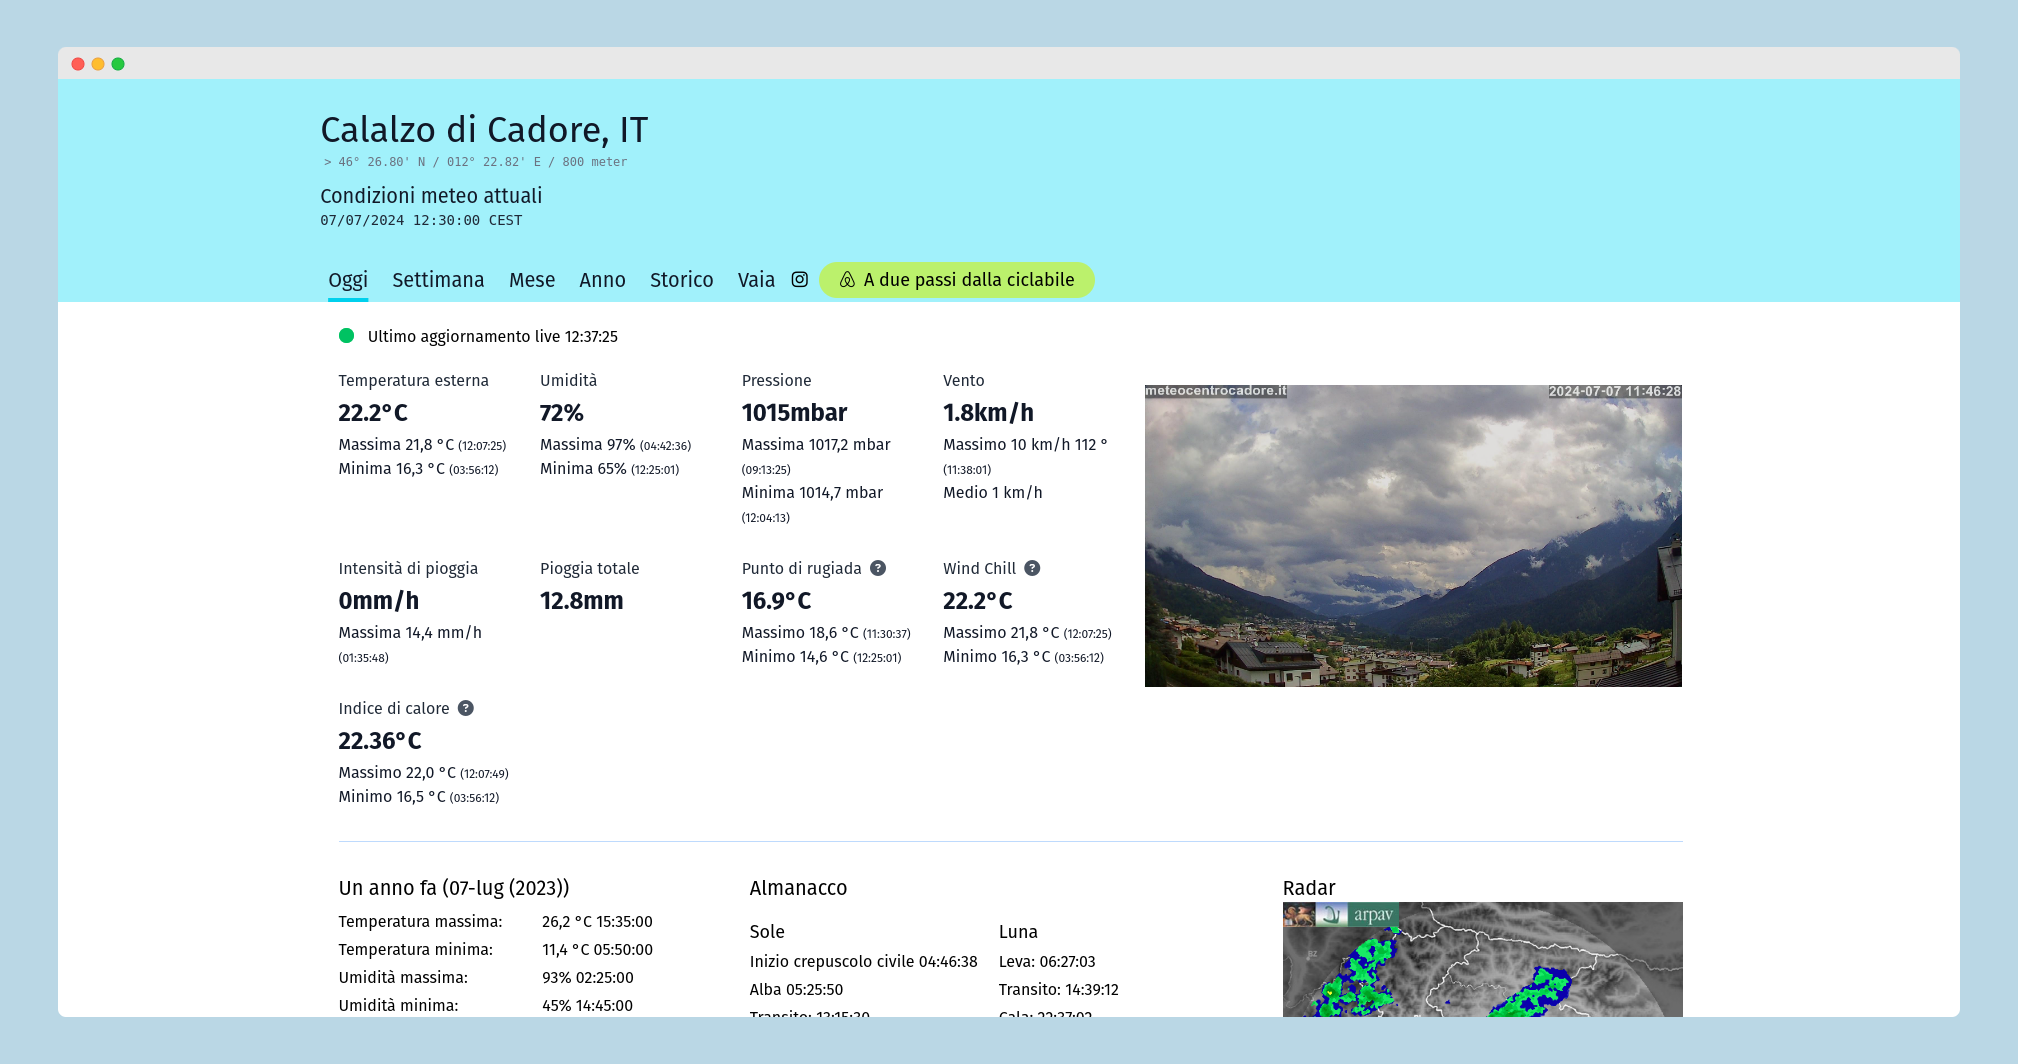 Calalzo di Cadore, IT
> 46° 26.80' N / 012° 22.82' E / 800 meter
Condizioni meteo attuali
07/07/2024 12:30:00 CEST
Oggi Settimana Mese Anno Storico Vaia A due passi dalla ciclabile
Ultimo aggiornamento live 12:37:25
Temperatura esterna
22.2°C
Massima 21,8 °C (12:07:25)
Minima 16,3 °C (03:56:12)
Umidità
72%
Massima 97% (04:42:36)
Minima 65% (12:25:01)
Pressione
1015mbar
Massima 1017,2 mbar
(09:13:25)
Minima 1014,7 mbar
(12:04:13)
Vento
1.8km/h
Massimo 10 km/h 112 °
(11:38:01)
Medio 1 km/h
meteocentrocadore.it
2024-07-07 11:46:28
Intensità di pioggia
0mm/h
Massima 14,4 mm/h
(01:35:48)
Pioggia totale
12.8mm
Punto di rugiada ?
16.9°C
Massimo 18,6 °C (11:30:37)
Minimo 14,6 °C (12:25:01)
Wind Chill ?
22.2°C
Massimo 21,8 °C (12:07:25)
Minimo 16,3 °C (03:56:12)
Indice di calore ?
22.36°C
Massimo 22,0 °C (12:07:49)
Minimo 16,5 °C (03:56:12)
Un anno fa (07-lug (2023))
Temperatura massima: 26,2 °C 15:35:00
Temperatura minima: 11,4 °C 05:50:00
Umidità massima: 93% 02:25:00
Umidità minima: 45% 14:45:00
Almanacco
Sole
Inizio crepuscolo civile 04:46:38
Alba 05:25:50
Transito: 13:15:30
Luna
Leva: 06:27:03
Transito: 14:39:12
Cala: 22:37:02
Radar
arpav
BZ